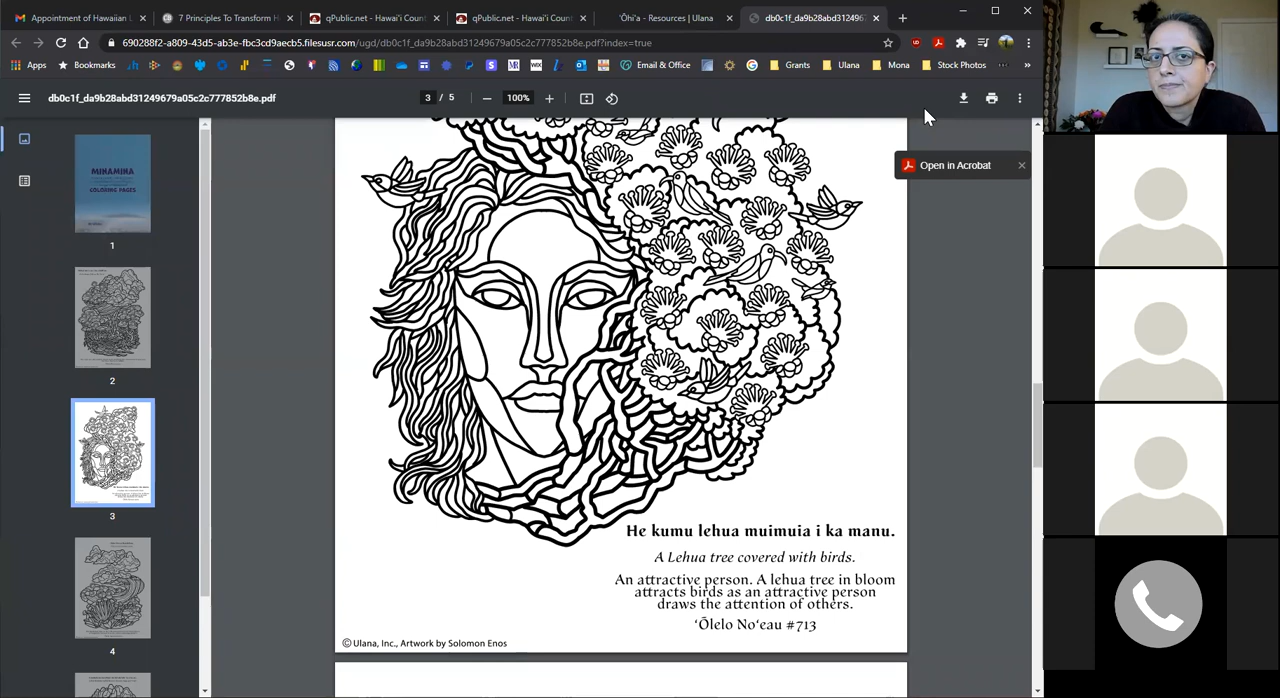 Appointment of Hawaiian L
7 Principles To Transform H
qPublic.net - Hawai'i Count
qPublic.net - Hawai'i Count
'Ōhi'a - Resources | Ulana
db0c1f_da9b28abd3124967
690288f2-a809-43d5-ab3e-fbc3cd9aecb5.filesusr.com/ugd/db0c1f_da9b28abd31249679a05c2c777852b8e.pdf?index=true
Apps
Bookmarks
Email & Office
Grants
Ulana
Mona
Stock Photos
»
db0c1f_da9b28abd31249679a05c2c777852b8e.pdf
3 / 5
100%
Open in Acrobat
MINAMINA
COLORING PAGES
1
2
3
4
He kumu lehua muimuia i ka manu.
A Lehua tree covered with birds.
An attractive person. A lehua tree in bloom
attracts birds as an attractive person
draws the attention of others.
ʻŌlelo Noʻeau #713
© Ulana, Inc., Artwork by Solomon Enos